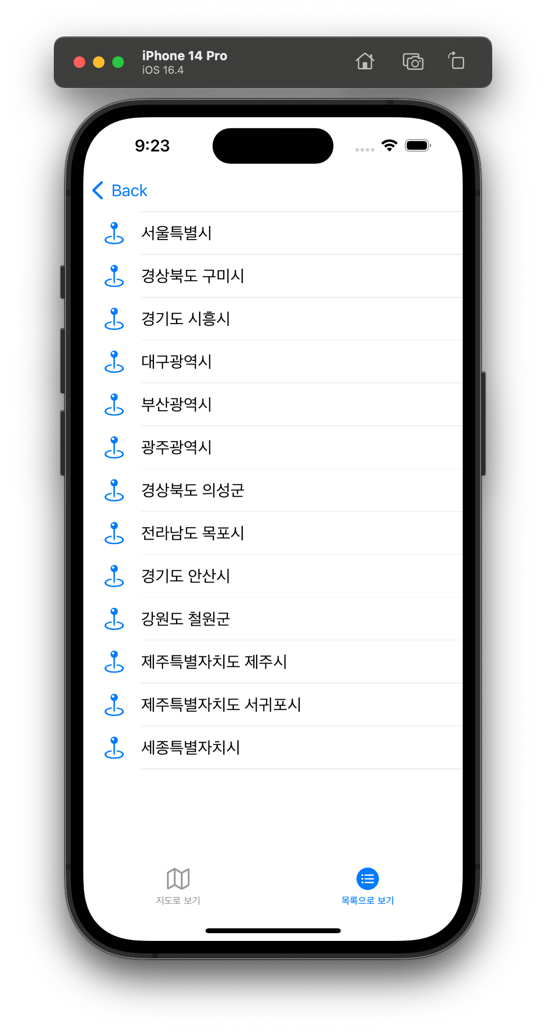 iPhone 14 Pro
iOS 16.4
9:23
Back
서울특별시
경상북도 구미시
경기도 시흥시
대구광역시
부산광역시
광주광역시
경상북도 의성군
전라남도 목포시
경기도 안산시
강원도 철원군
제주특별자치도 제주시
제주특별자치도 서귀포시
세종특별자치시
지도로 보기
목록으로 보기